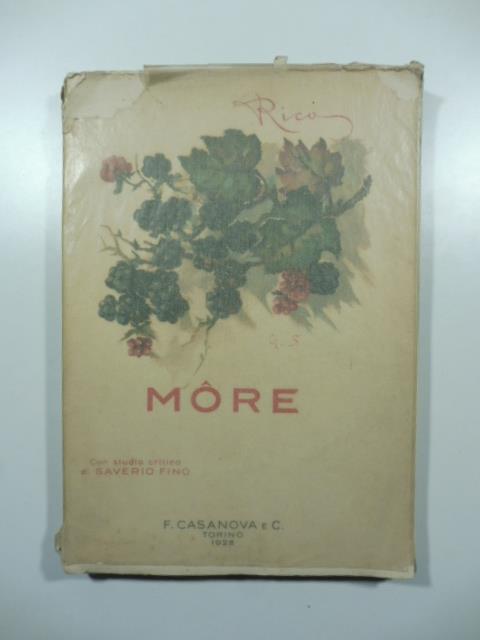 Rico
G. S
MÔRE
Con studio critico
di SAVERIO FINO
F. CASANOVA E C.
TORINO
1928